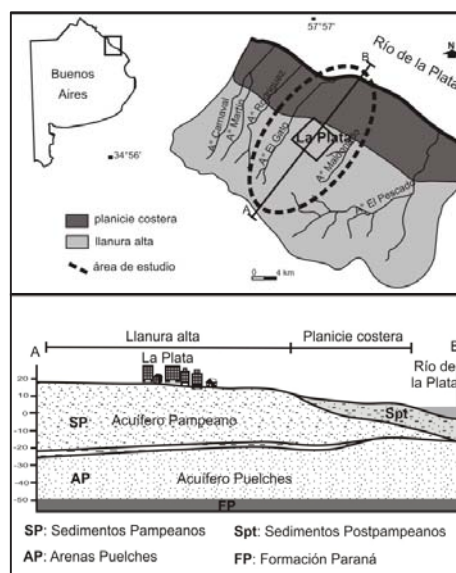 57°57'
Río de la Plata
N
B
Buenos
Aires
34°56'
A° Carnaval
A° Martín
A° Rodríguez
A° El Gato
La Plata
A° Maldonado
A° El Pescado
A
planicie costera
llanura alta
área de estudio
0 4 km
A
Llanura alta
Planicie costera
B
La Plata
Río de
la Plata
20
10
0
-10
-20
-30
-40
-50
SP
Acuífero Pampeano
Spt
AP
Acuífero Puelches
FP
SP: Sedimentos Pampeanos
Spt: Sedimentos Postpampeanos
AP: Arenas Puelches
FP: Formación Paraná